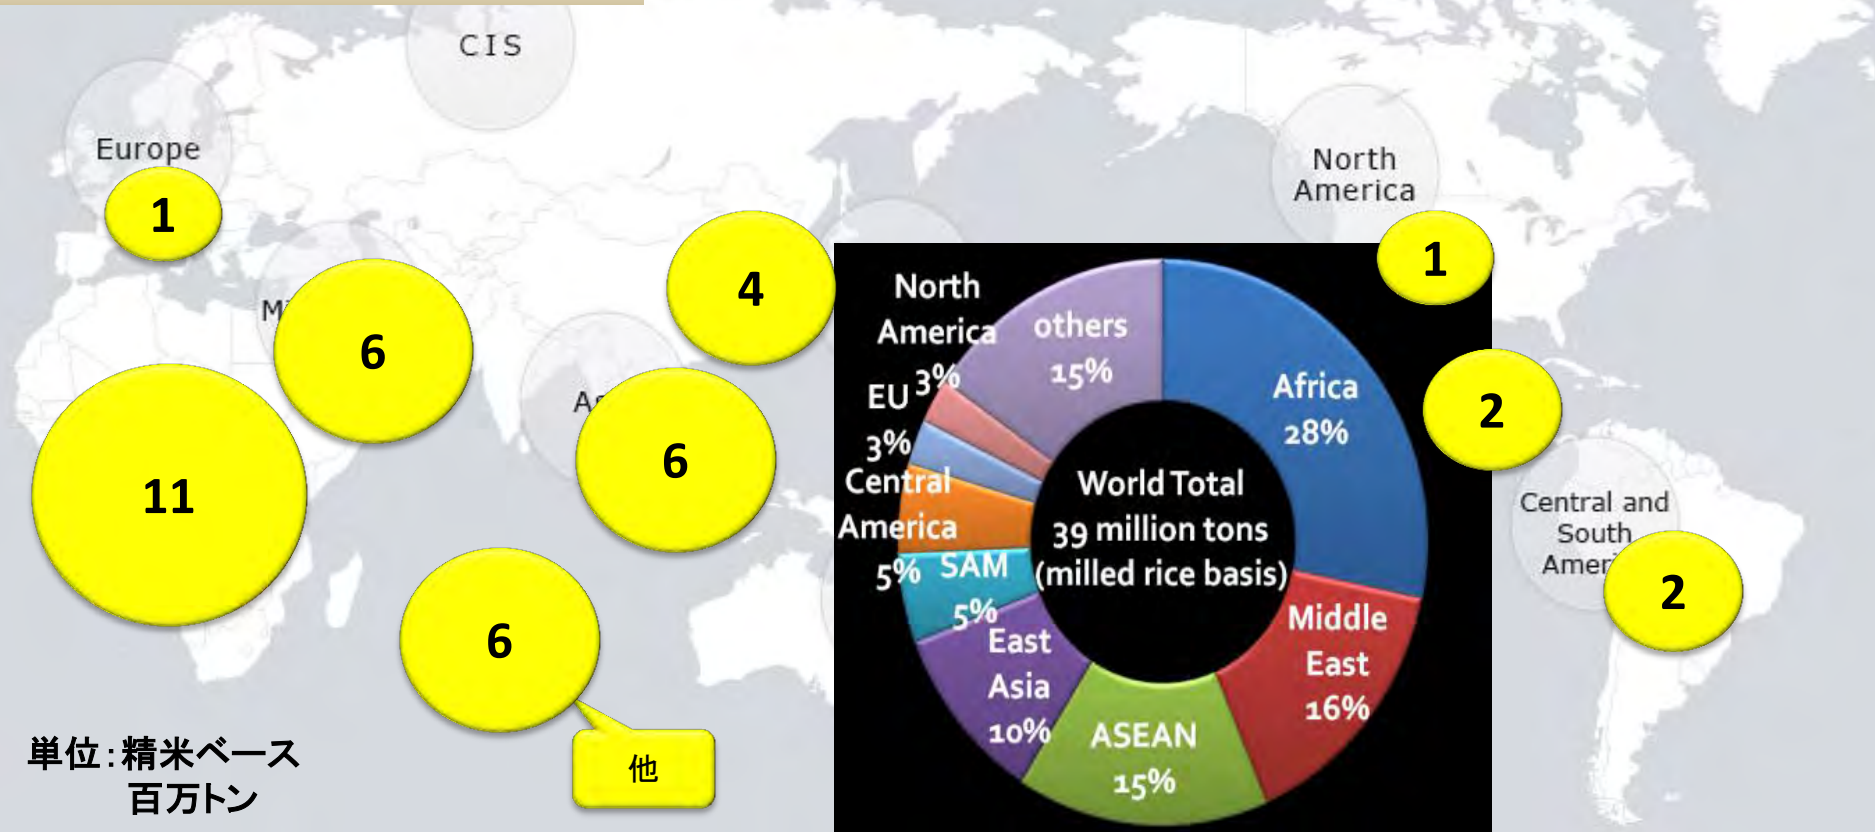 CIS
Europe
1
North
America
1
4
6
M
As
6
11
6
他
2
Central and
South
Amer
2
単位：精米ベース
百万トン
North
America
3%
others
15%
EU
3%
Africa
28%
Central
America
5%
SAM
5%
World Total
39 million tons
(milled rice basis)
Middle
East
16%
East
Asia
10%
ASEAN
15%